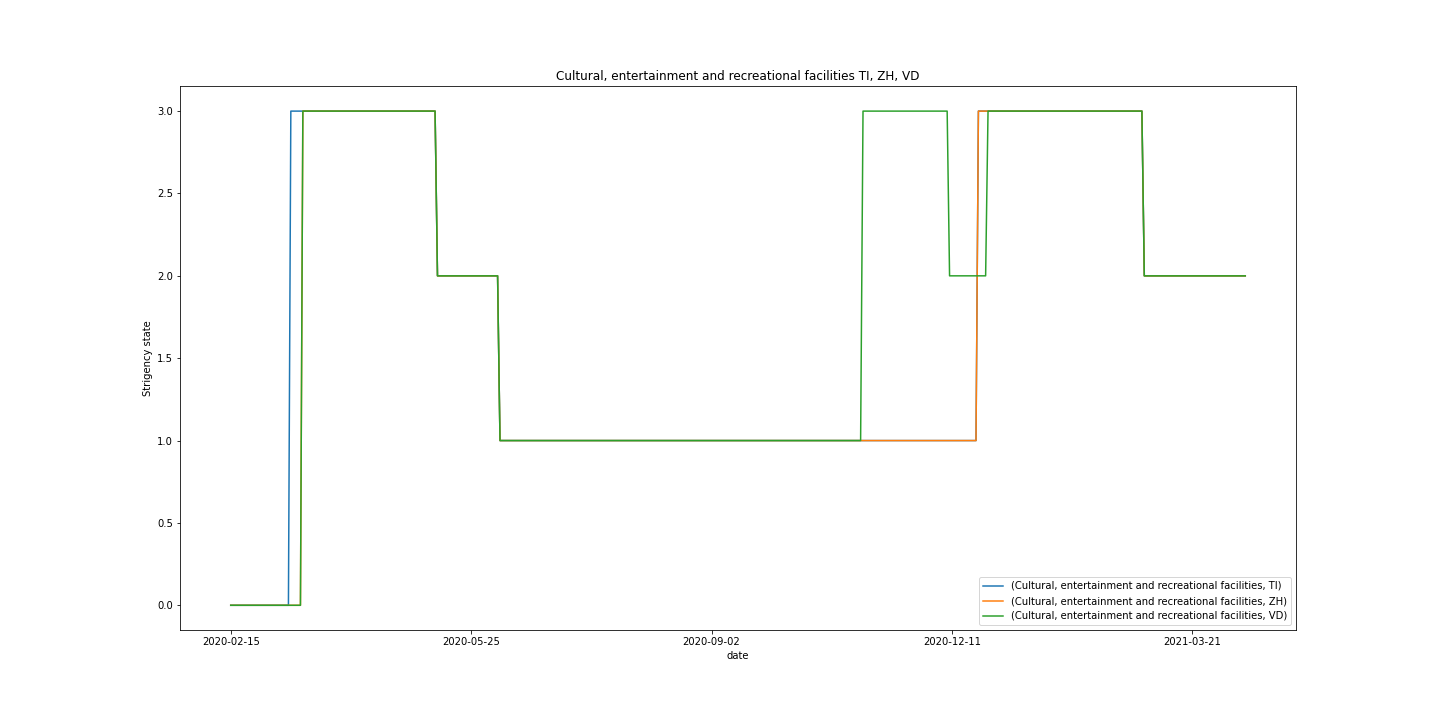 Cultural, entertainment and recreational facilities TI, ZH, VD
Strigency state
3.0
2.5
2.0
1.5
1.0
0.5
0.0
2020-02-15
2020-05-25
2020-09-02
2020-12-11
2021-03-21
date
(Cultural, entertainment and recreational facilities, TI)
(Cultural, entertainment and recreational facilities, ZH)
(Cultural, entertainment and recreational facilities, VD)